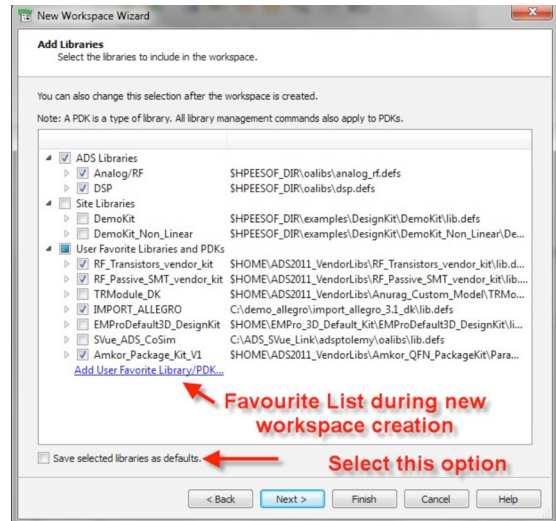 New Workspace Wizard
Add Libraries
Select the libraries to include in the workspace.
You can also change this selection after the workspace is created.
Note: A PDK is a type of library. All library management commands also apply to PDKs.
ADS Libraries
Analog/RF $HPEESOF_DIR\oalibs\analog_rf.defs
DSP $HPEESOF_DIR\oalibs\dsp.defs
Site Libraries
DemoKit $HPEESOF_DIR\examples\DesignKit\DemoKit\lib.defs
DemoKit_Non_Linear $HPEESOF_DIR\examples\DesignKit\DemoKit_Non_Linear\De...
User Favorite Libraries and PDKs
RF_Transistors_vendor_kit $HOME\ADS2011_VendorLibs\RF_Transistors_vendor_kit\lib.d...
RF_Passive_SMT_vendor_kit $HOME\ADS2011_VendorLibs\RF_Passive_SMT_vendor_kit\lib....
TRModule_DK $HOME\ADS2011_VendorLibs\Anurag_Custom_Model\TRMo...
IMPORT_ALLEGRO C:\demo_allegro\import_allegro_3.1_dk\lib.defs
EMProDefault3D_DesignKit $HOME\EMPro_3D_Default_Kit\EMProDefault3D_DesignKit\li...
SVue_ADS_CoSim C:\ADS_SVue_Link\adsptolemy\oalibs\lib.defs
Amkor_Package_Kit_V1 $HOME\ADS2011_VendorLibs\Amkor_QFN_PackageKit\Para...
Add User Favorite Library/PDK...
Favourite List during new
workspace creation
Save selected libraries as defaults.
Select this option
< Back Next > Finish Cancel Help